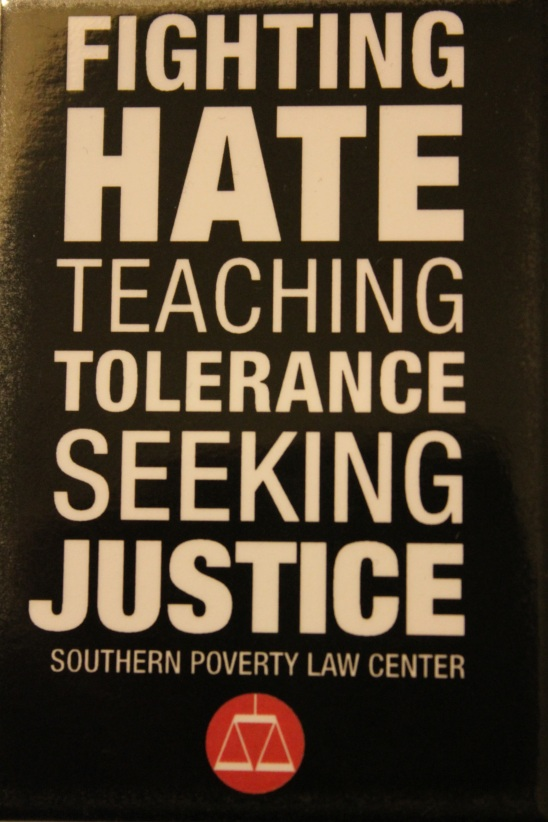 FIGHTING
HATE
TEACHING
TOLERANCE
SEEKING
JUSTICE
SOUTHERN POVERTY LAW CENTER